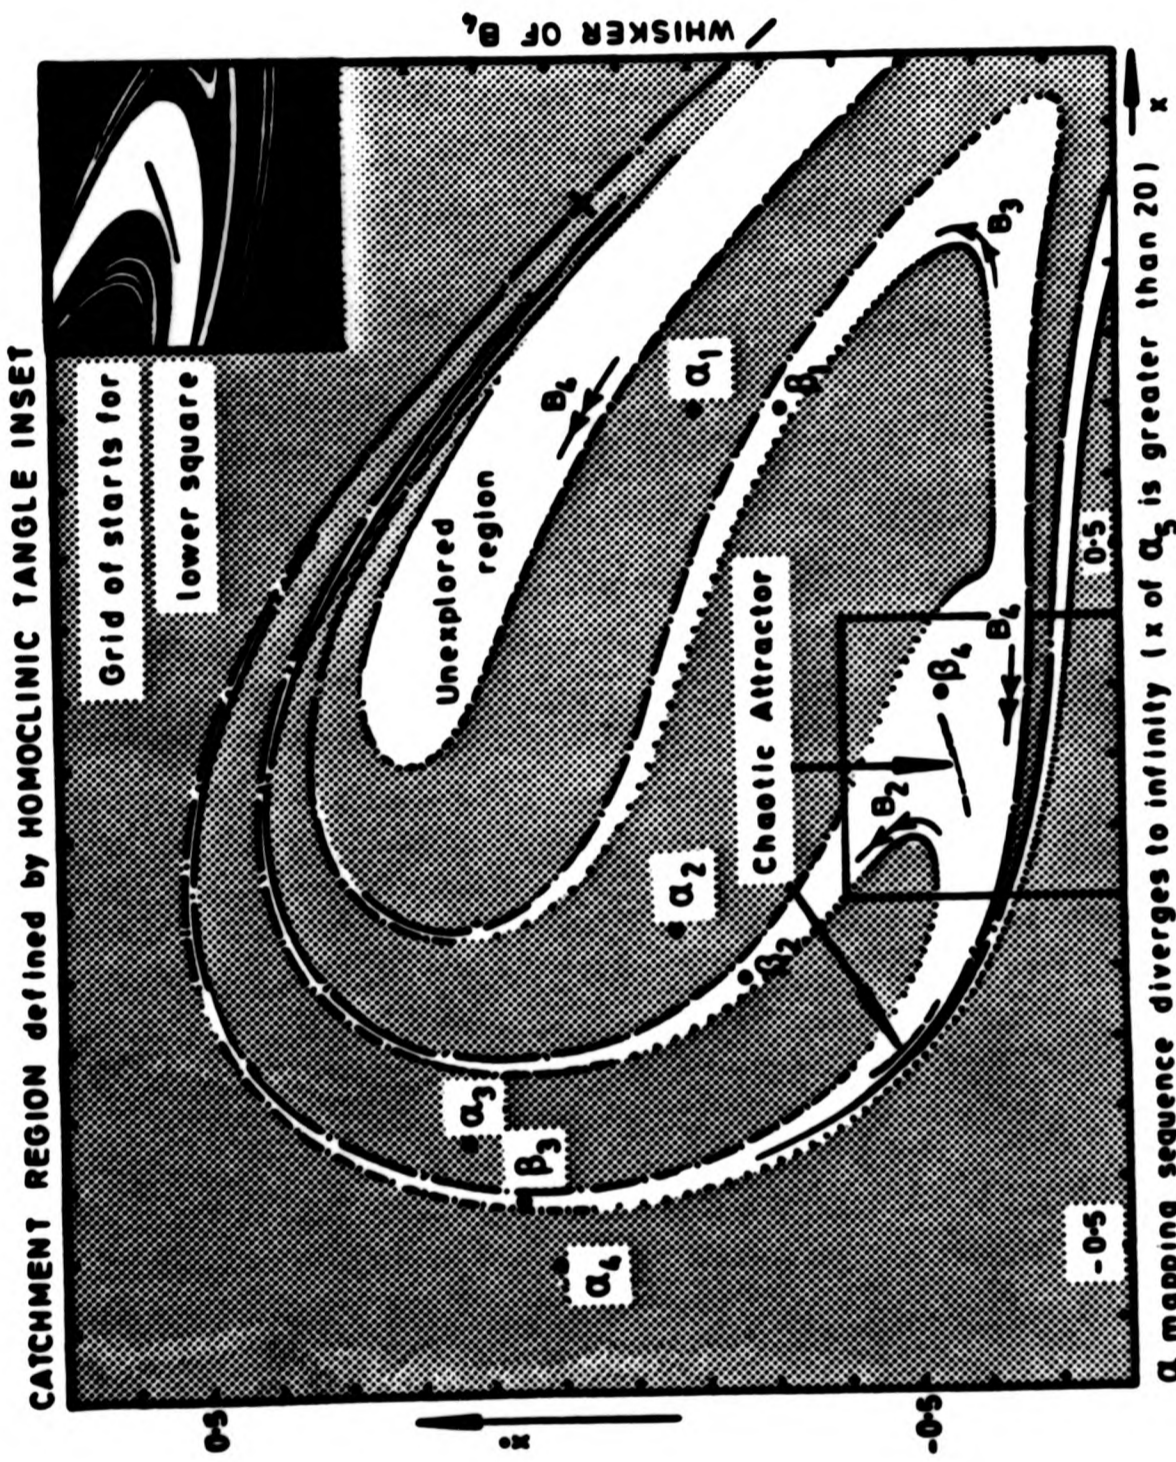 CATCHMENT REGION defined by HOMOCLINIC TANGLE INSET
Grid of starts for
lower square
WHISKER OF B₄
Unexplored
region
B₄
α₁
β₁
B₃
α₂
β₂
Chaotic Attractor
B₂
β₄
B₄
α₃
β₃
α₄
0·5
ẋ
-0·5
-0·5
0·5
x
α mapping sequence diverges to infinity (x of α₅ is greater than 20)